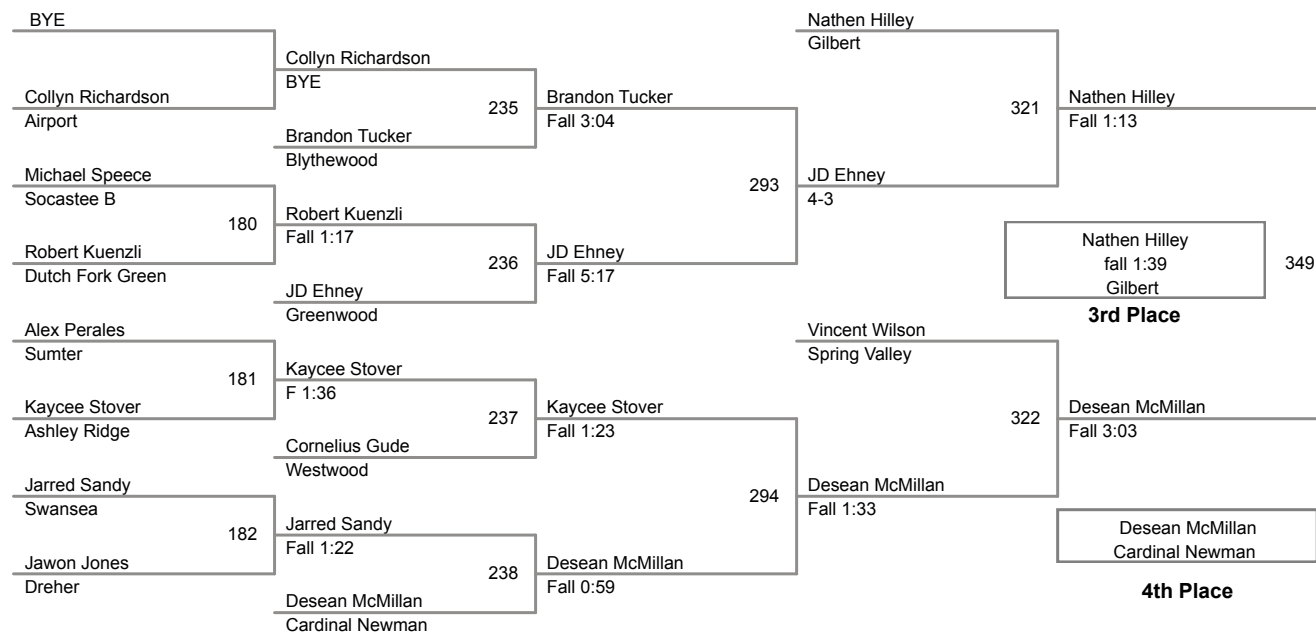 BYE
Collyn Richardson
Airport
Michael Speece
Socastee B
180
Robert Kuenzli
Dutch Fork Green
Alex Perales
Sumter
181
Kaycee Stover
Ashley Ridge
Jarred Sandy
Swansea
182
Jawon Jones
Dreher
Collyn Richardson
BYE
235
Brandon Tucker
Blythewood
Robert Kuenzli
Fall 1:17
236
JD Ehney
Greenwood
Kaycee Stover
F 1:36
237
Cornelius Gude
Westwood
Jarred Sandy
Fall 1:22
238
Desean McMillan
Cardinal Newman
Brandon Tucker
Fall 3:04
293
JD Ehney
Fall 5:17
Kaycee Stover
Fall 1:23
294
Desean McMillan
Fall 0:59
Nathen Hilley
Gilbert
321
JD Ehney
4-3
Vincent Wilson
Spring Valley
322
Desean McMillan
Fall 1:33
Nathen Hilley
Fall 1:13
Nathen Hilley
fall 1:39
Gilbert
349
3rd Place
Desean McMillan
Fall 3:03
Desean McMillan
Cardinal Newman
4th Place